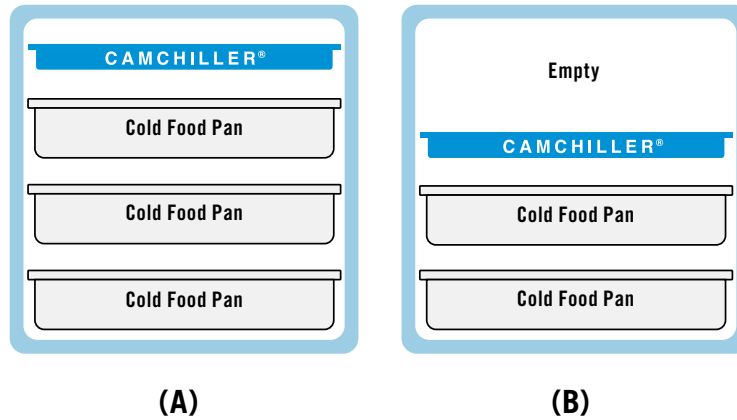 CAMCHILLER®
Cold Food Pan
Cold Food Pan
Cold Food Pan
(A)
Empty
CAMCHILLER®
Cold Food Pan
Cold Food Pan
(B)